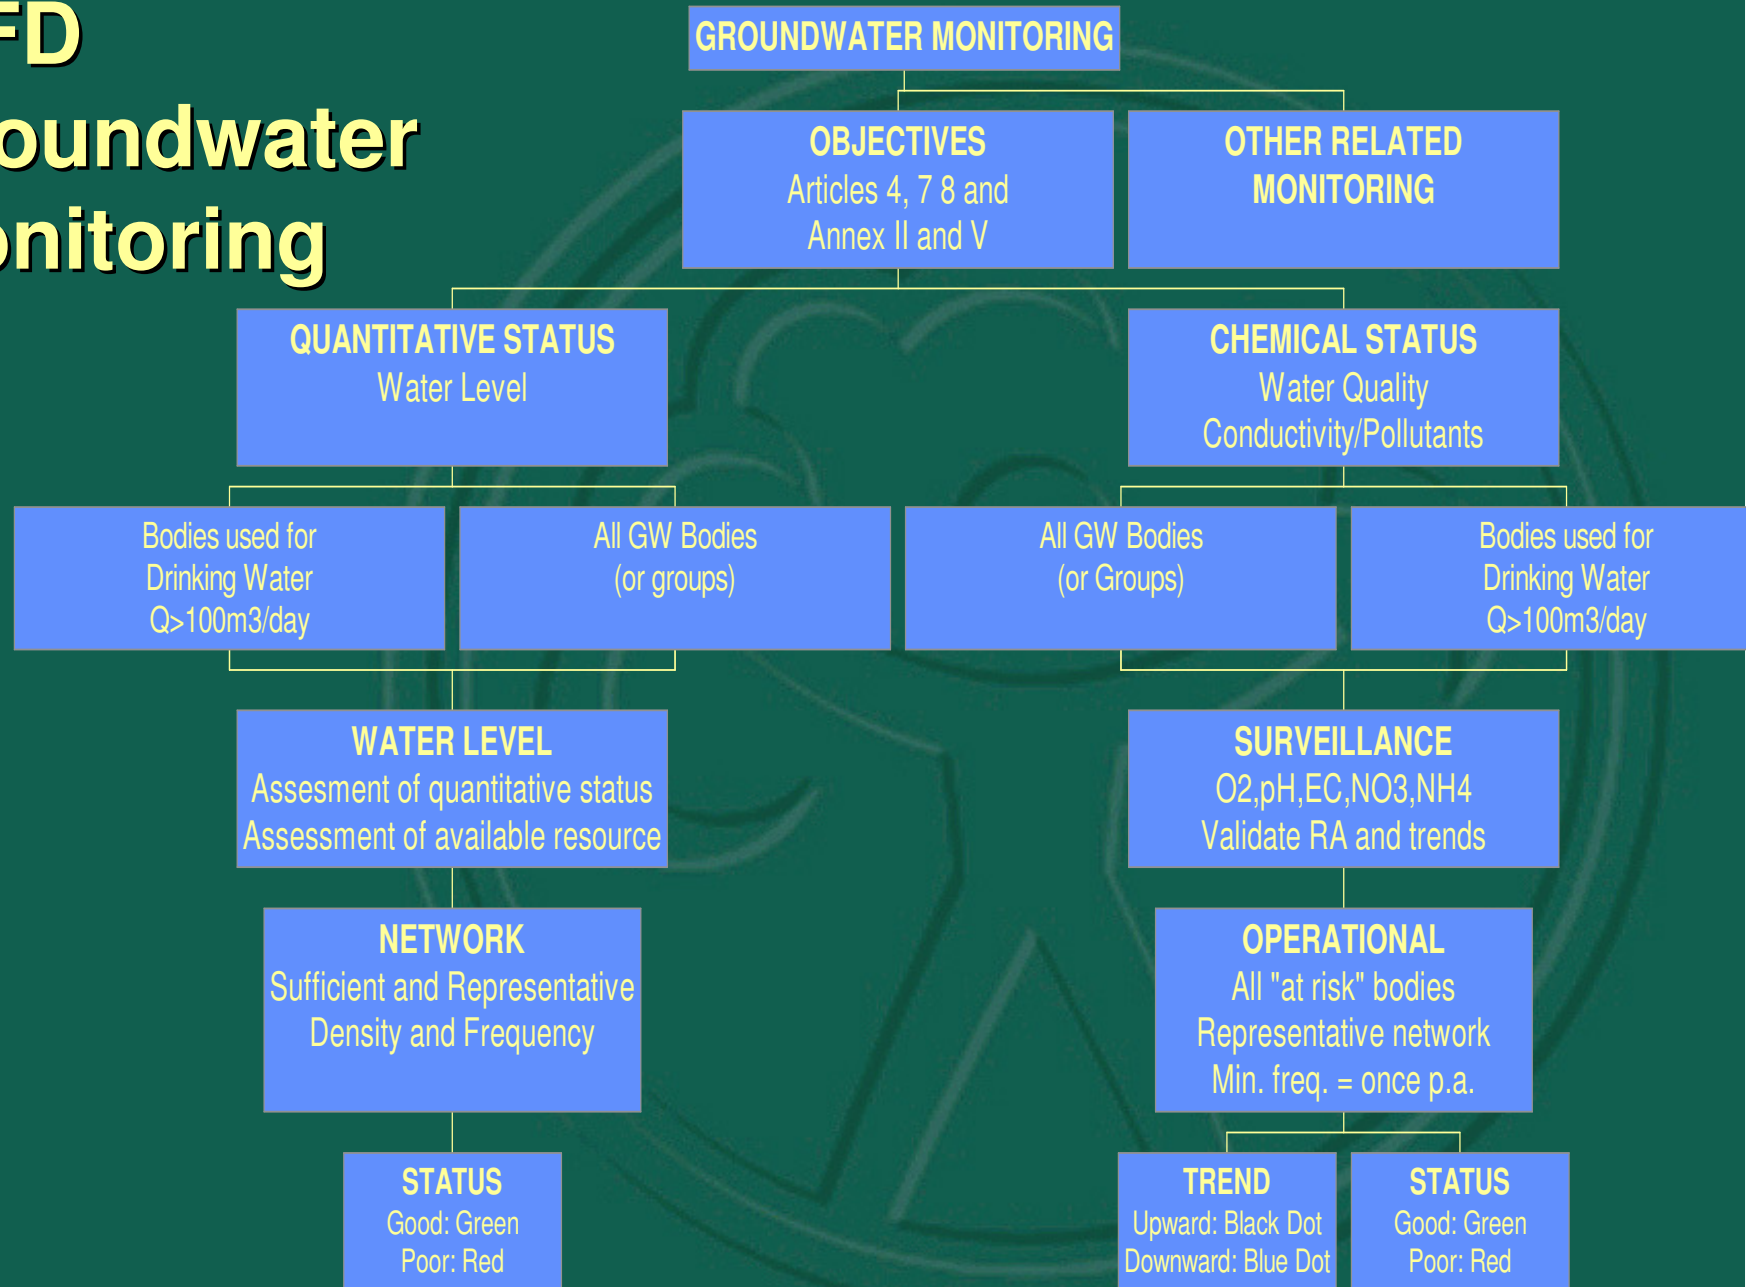 FD
oundwater
onitoring
GROUNDWATER MONITORING
OBJECTIVES
Articles 4, 7 8 and
Annex II and V
OTHER RELATED
MONITORING
QUANTITATIVE STATUS
Water Level
CHEMICAL STATUS
Water Quality
Conductivity/Pollutants
Bodies used for
Drinking Water
Q>100m3/day
All GW Bodies
(or groups)
All GW Bodies
(or Groups)
Bodies used for
Drinking Water
Q>100m3/day
WATER LEVEL
Assesment of quantitative status
Assessment of available resource
SURVEILLANCE
O2,pH,EC,NO3,NH4
Validate RA and trends
NETWORK
Sufficient and Representative
Density and Frequency
OPERATIONAL
All "at risk" bodies
Representative network
Min. freq. = once p.a.
STATUS
Good: Green
Poor: Red
TREND
Upward: Black Dot
Downward: Blue Dot
STATUS
Good: Green
Poor: Red